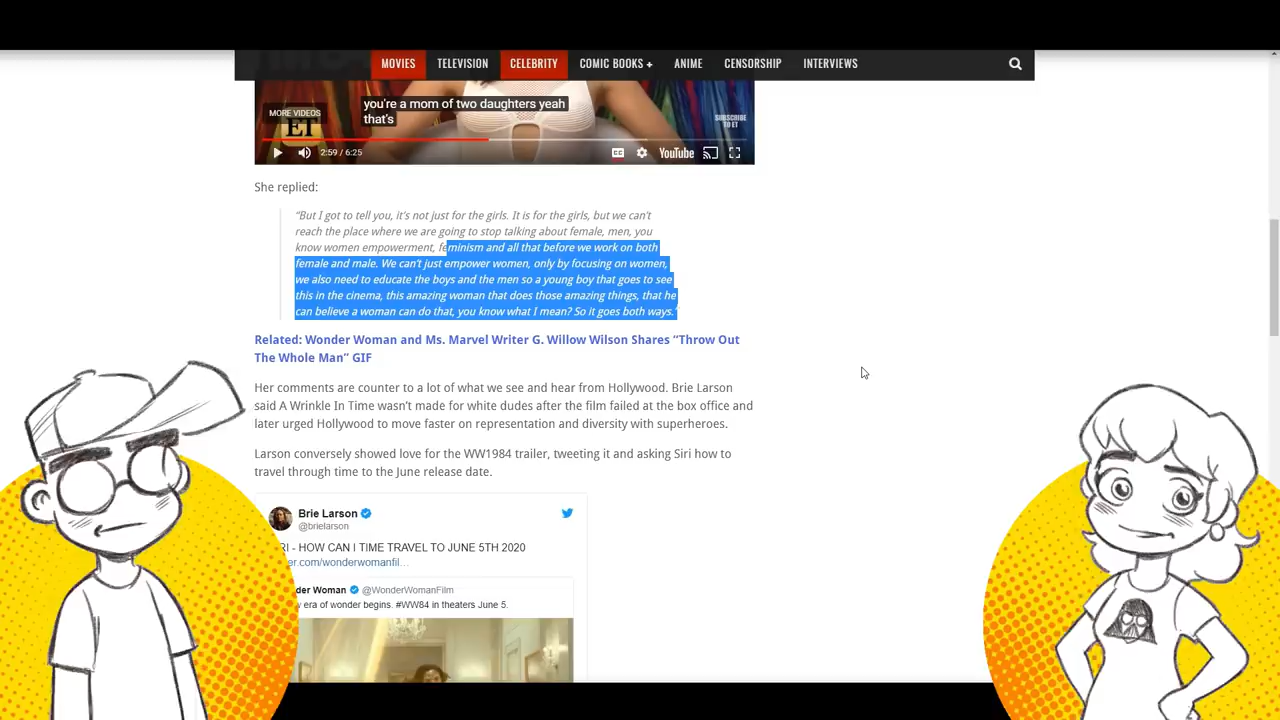 MOVIES TELEVISION CELEBRITY COMIC BOOKS + ANIME CENSORSHIP INTERVIEWS
you're a mom of two daughters yeah
that's
MORE VIDEOS
ET
SUBSCRIBE
TO ET
2:59 / 6:25
CC
YouTube
She replied:
“But I got to tell you, it’s not just for the girls. It is for the girls, but we can’t
reach the place where we are going to stop talking about female, men, you
know women empowerment, feminism and all that before we work on both
female and male. We can’t just empower women, only by focusing on women,
we also need to educate the boys and the men so a young boy that goes to see
this in the cinema, this amazing woman that does those amazing things, that he
can believe a woman can do that, you know what I mean? So it goes both ways.”
Related: Wonder Woman and Ms. Marvel Writer G. Willow Wilson Shares “Throw Out
The Whole Man” GIF
Her comments are counter to a lot of what we see and hear from Hollywood. Brie Larson
said A Wrinkle In Time wasn’t made for white dudes after the film failed at the box office and
later urged Hollywood to move faster on representation and diversity with superheroes.
Larson conversely showed love for the WW1984 trailer, tweeting it and asking Siri how to
travel through time to the June release date.
Brie Larson
@brielarson
RI - HOW CAN I TIME TRAVEL TO JUNE 5TH 2020
er.com/wonderwomanfil…
der Woman @WonderWomanFilm
era of wonder begins. #WW84 in theaters June 5.